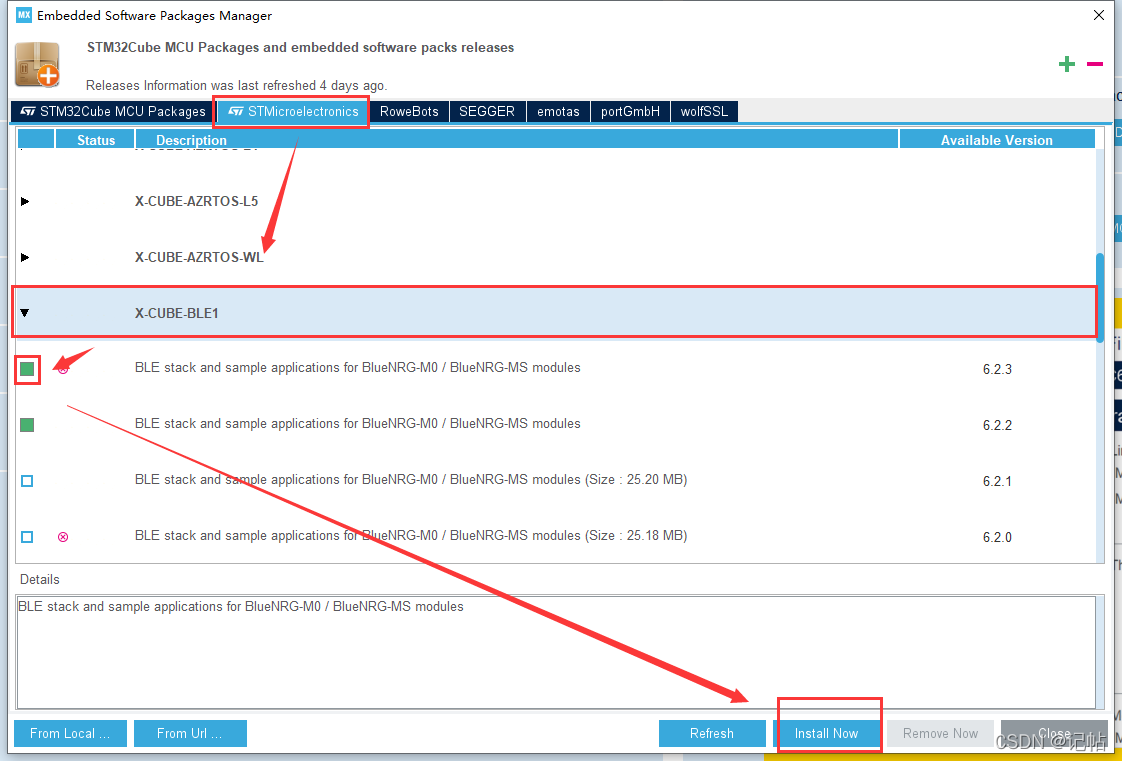 MX Embedded Software Packages Manager
STM32Cube MCU Packages and embedded software packs releases
Releases Information was last refreshed 4 days ago.
STM32Cube MCU Packages STMicroelectronics RoweBots SEGGER emotas portGmbH wolfSSL
Status Description Available Version
X-CUBE-AZRTOS-L5
X-CUBE-AZRTOS-WL
X-CUBE-BLE1
BLE stack and sample applications for BlueNRG-M0 / BlueNRG-MS modules 6.2.3
BLE stack and sample applications for BlueNRG-M0 / BlueNRG-MS modules 6.2.2
BLE stack and sample applications for BlueNRG-M0 / BlueNRG-MS modules (Size : 25.20 MB) 6.2.1
BLE stack and sample applications for BlueNRG-M0 / BlueNRG-MS modules (Size : 25.18 MB) 6.2.0
Details
BLE stack and sample applications for BlueNRG-M0 / BlueNRG-MS modules
From Local ... From Url ... Refresh Install Now Remove Now Close
CSDN @记帖